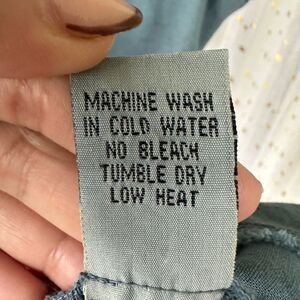 MACHINE WASH
IN COLD WATER
NO BLEACH
TUMBLE DRY
LOW HEAT